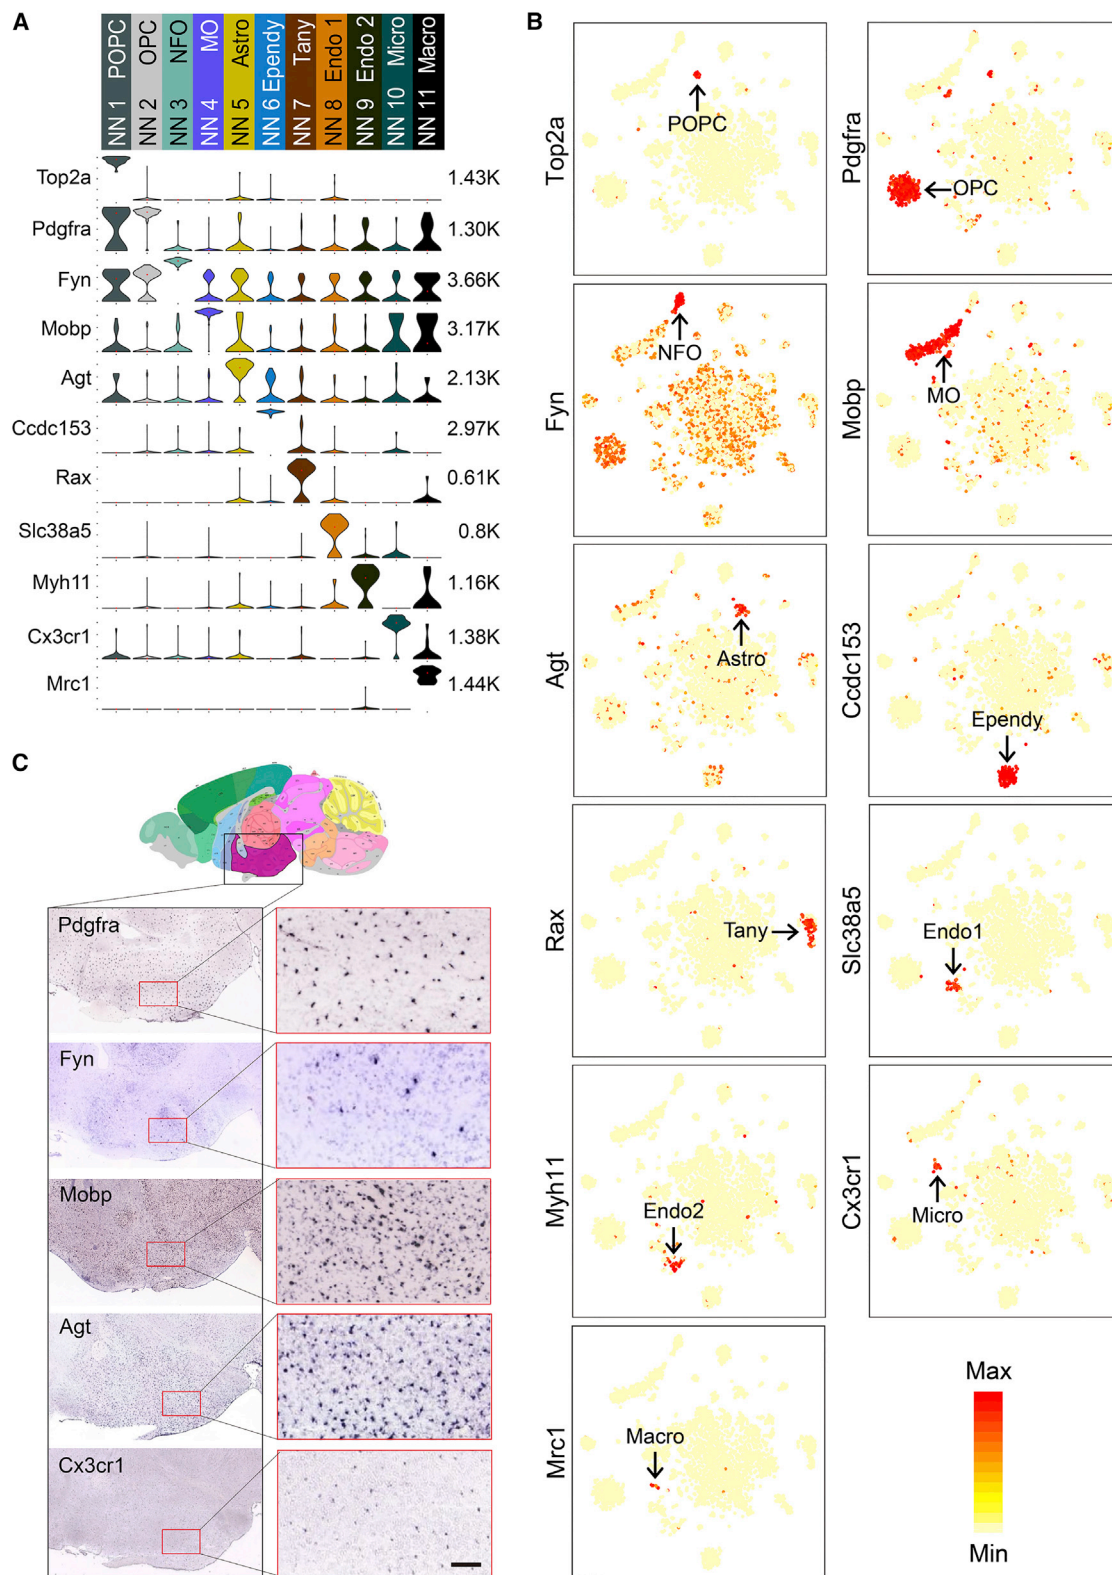 A
NN 1 POPC
NN 2 OPC
NN 3 NFO
NN 4 MO
NN 5 Astro
NN 6 Ependy
NN 7 Tany
NN 8 Endo 1
NN 9 Endo 2
NN 10 Micro
NN 11 Macro
Top2a 1.43K
Pdgfra 1.30K
Fyn 3.66K
Mobp 3.17K
Agt 2.13K
Ccdc153 2.97K
Rax 0.61K
Slc38a5 0.8K
Myh11 1.16K
Cx3cr1 1.38K
Mrc1 1.44K
B
Top2a
POPC
Pdgfra
OPC
Fyn
NFO
Mobp
MO
Agt
Astro
Ccdc153
Ependy
Rax
Tany
Slc38a5
Endo1
Myh11
Endo2
Cx3cr1
Micro
Mrc1
Macro
Max
Min
C
Pdgfra
Fyn
Mobp
Agt
Cx3cr1